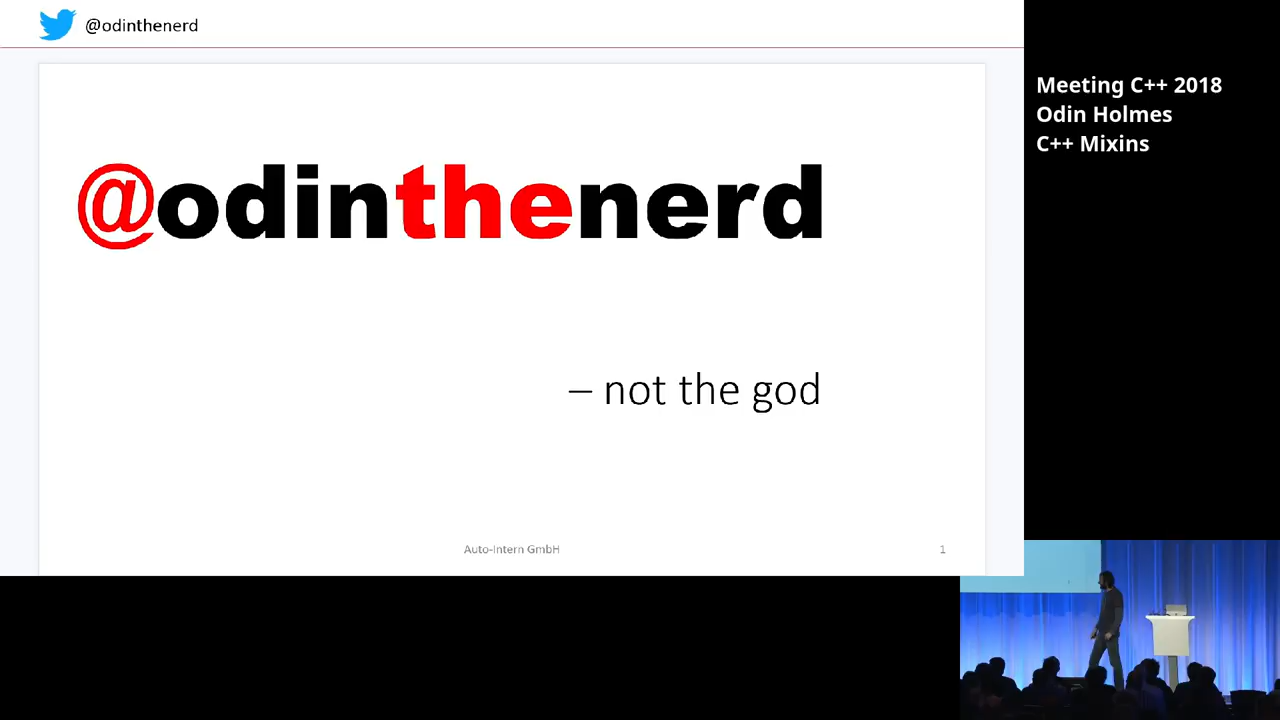 @odinthenerd
@odinthenerd
– not the god
Auto-Intern GmbH
1
Meeting C++ 2018
Odin Holmes
C++ Mixins